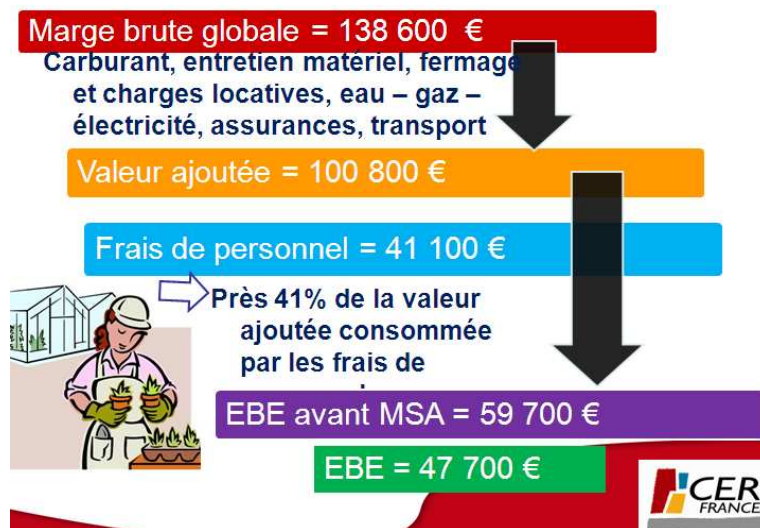 Marge brute globale = 138 600 €
Carburant, entretien matériel, fermage
et charges locatives, eau – gaz –
électricité, assurances, transport
Valeur ajoutée = 100 800 €
Frais de personnel = 41 100 €
Près 41% de la valeur
ajoutée consommée
par les frais de
EBE avant MSA = 59 700 €
EBE = 47 700 €
CER
FRANCE